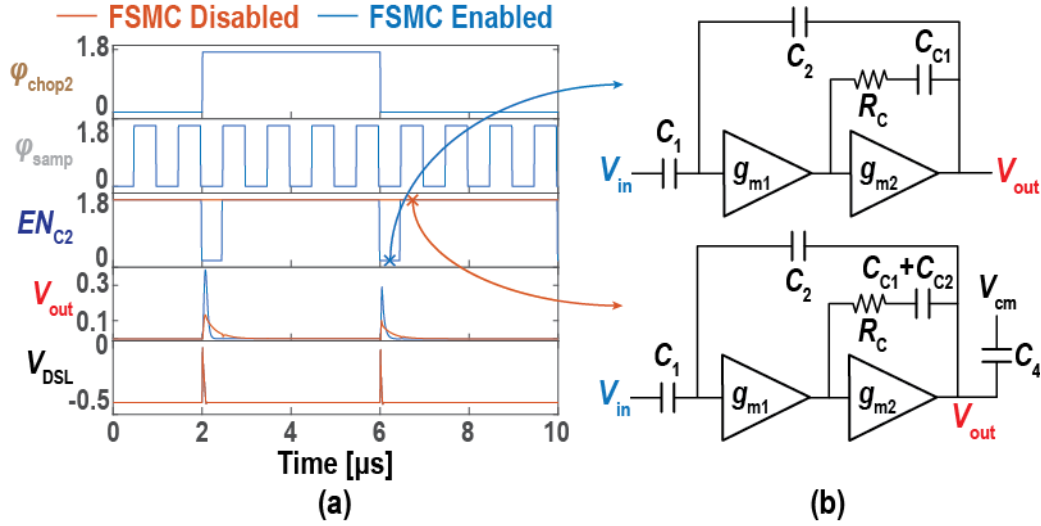 FSMC Disabled FSMC Enabled
φchop2
1.8
0
φsamp
1.8
0
ENC2
1.8
0
Vout
0.3
0.1
VDSL
0
-0.5
0 2 4 6 8 10
Time [µs]
(a)
C2
CC1
RC
C1
Vin
gm1
gm2
Vout
C2
CC1+CC2
Vcm
RC
C4
C1
Vin
gm1
gm2
Vout
(b)